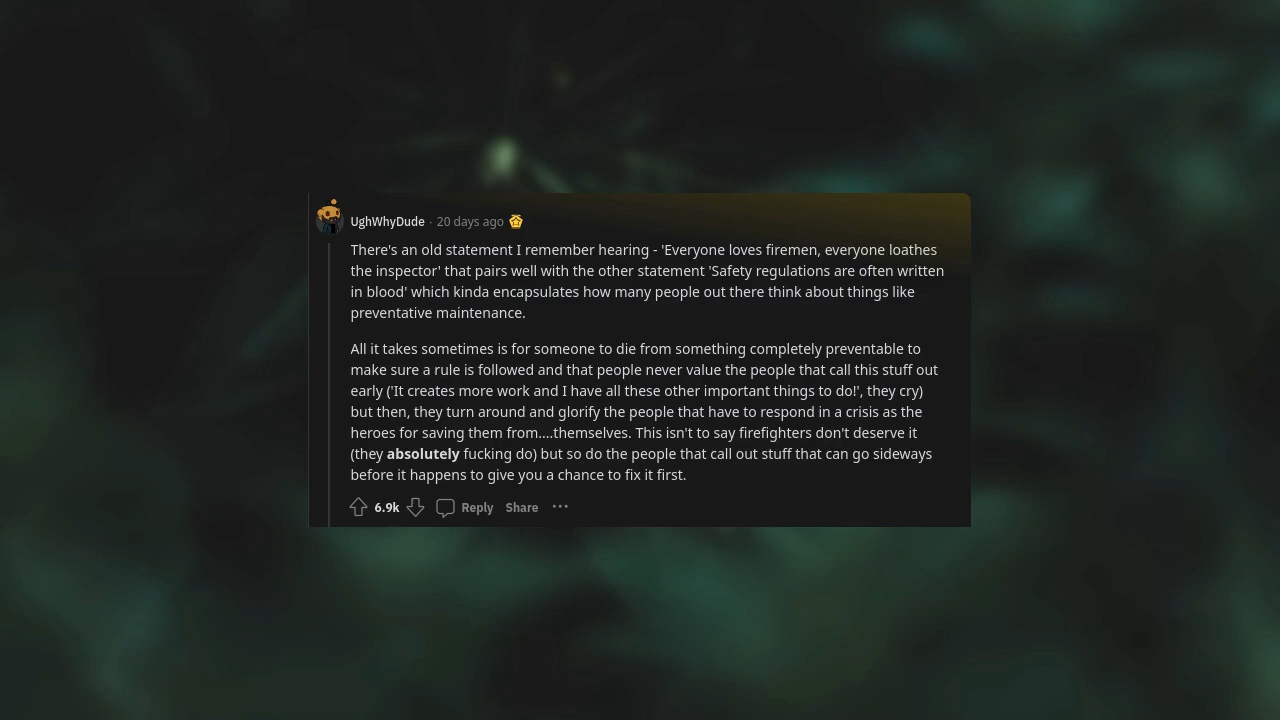 UghWhyDude · 20 days ago
There's an old statement I remember hearing - 'Everyone loves firemen, everyone loathes
the inspector' that pairs well with the other statement 'Safety regulations are often written
in blood' which kinda encapsulates how many people out there think about things like
preventative maintenance.
All it takes sometimes is for someone to die from something completely preventable to
make sure a rule is followed and that people never value the people that call this stuff out
early ('It creates more work and I have all these other important things to do!', they cry)
but then, they turn around and glorify the people that have to respond in a crisis as the
heroes for saving them from....themselves. This isn't to say firefighters don't deserve it
(they absolutely fucking do) but so do the people that call out stuff that can go sideways
before it happens to give you a chance to fix it first.
6.9k Reply Share ···